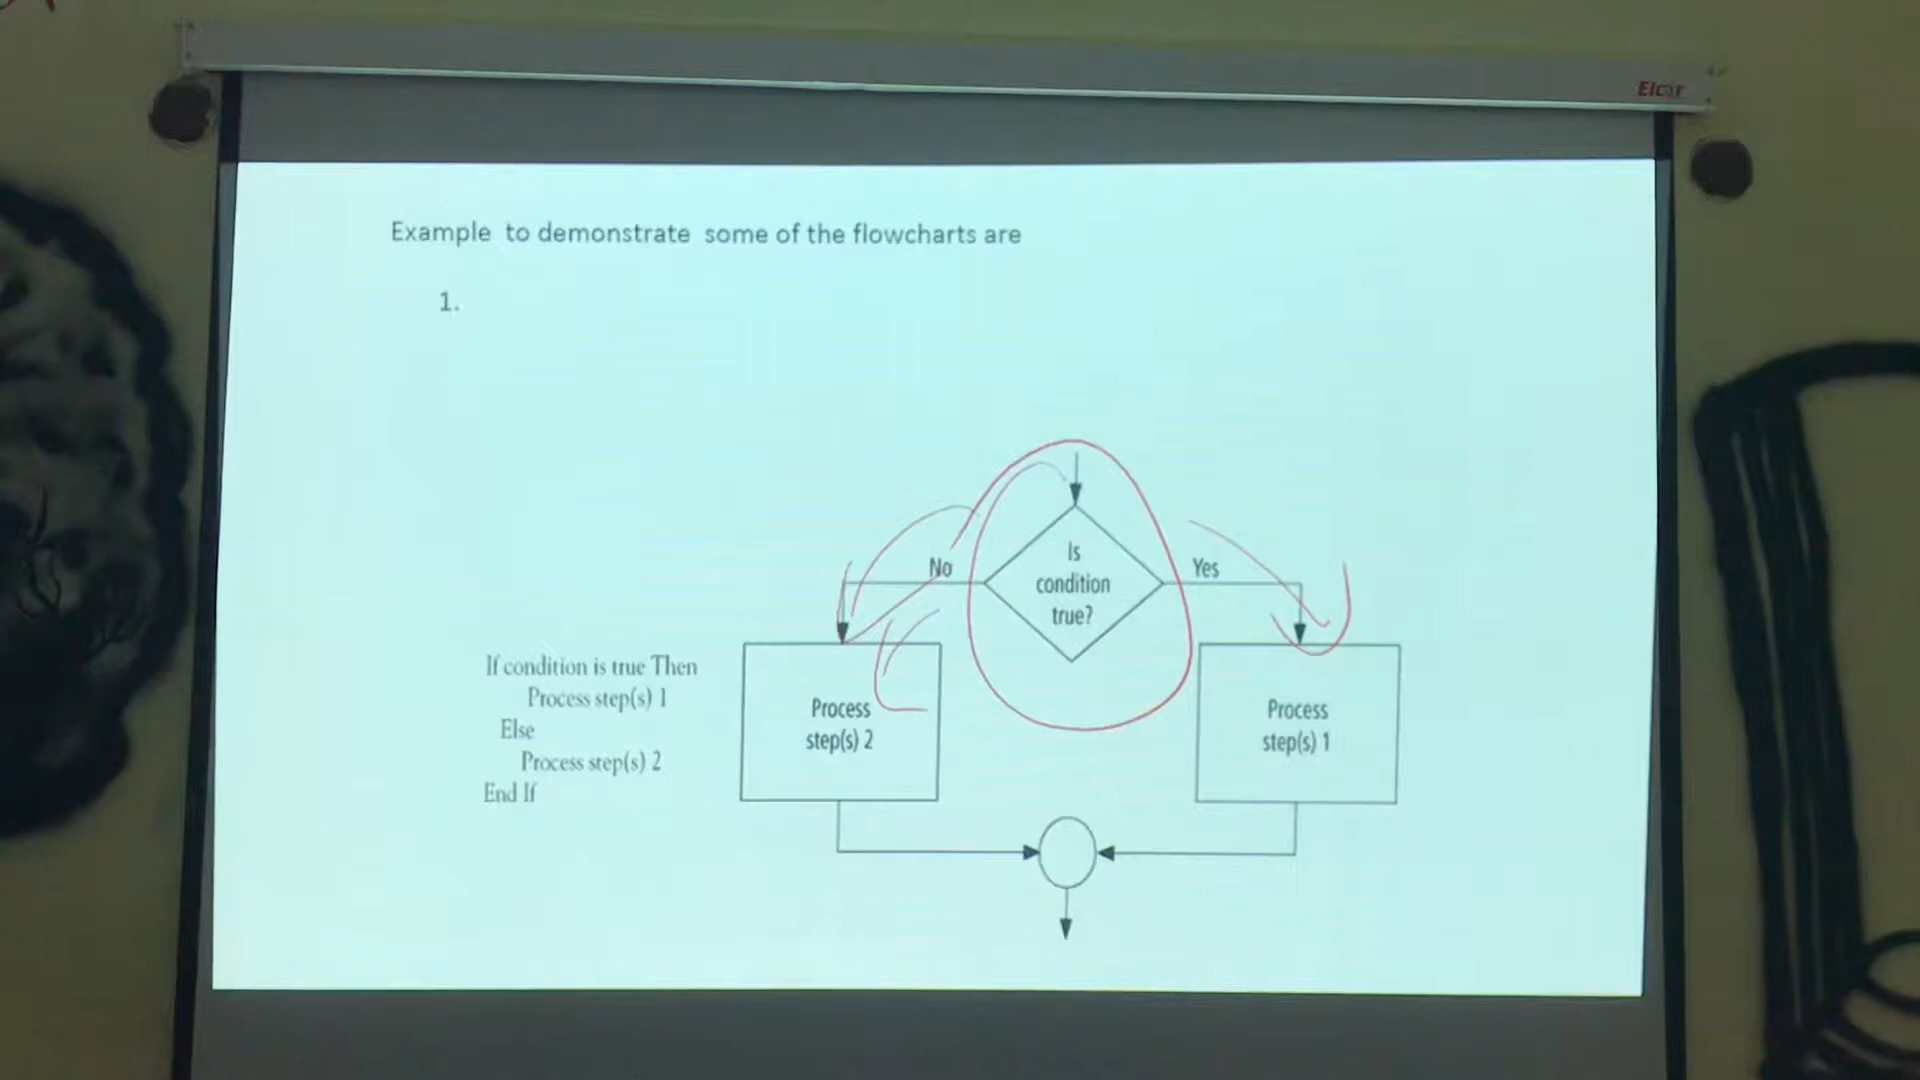 Elcor
Example to demonstrate some of the flowcharts are
1.
Is
condition
true?
No
Yes
If condition is true Then
Process step(s) 1
Else
Process step(s) 2
End If
Process
step(s) 2
Process
step(s) 1